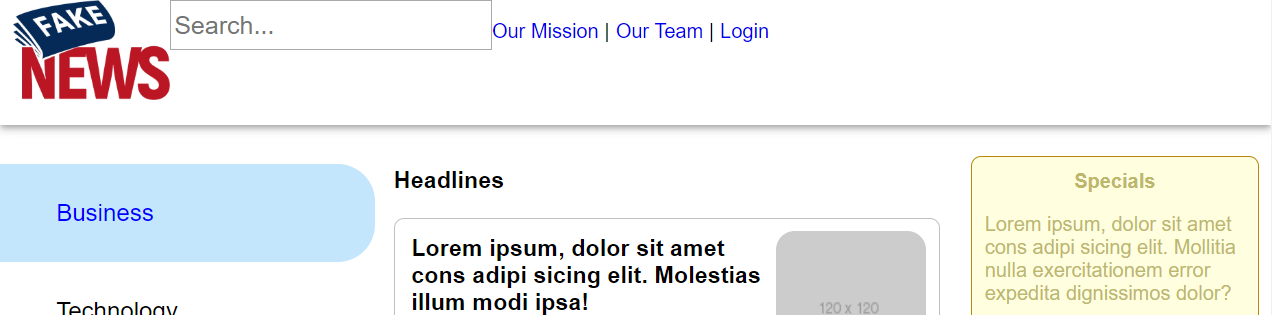 FAKE
NEWS
Search...
Our Mission | Our Team | Login
Business
Technology
Headlines
Lorem ipsum, dolor sit amet
cons adipi sicing elit. Molestias
illum modi ipsa!
120 x 120
Specials
Lorem ipsum, dolor sit amet
cons adipi sicing elit. Mollitia
nulla exercitationem error
expedita dignissimos dolor?